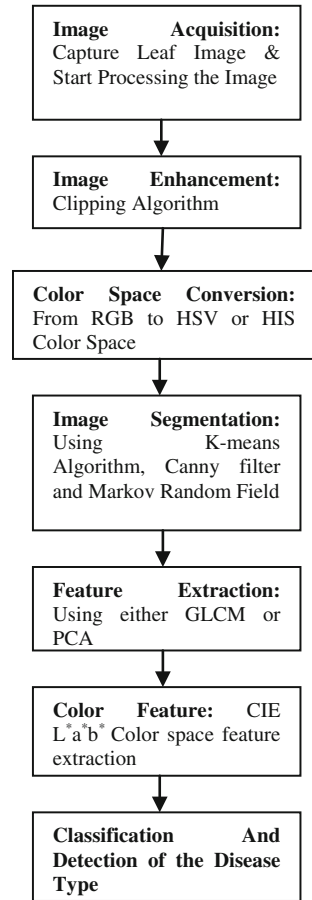 Image Acquisition:
Capture Leaf Image &
Start Processing the Image
Image Enhancement:
Clipping Algorithm
Color Space Conversion:
From RGB to HSV or HIS
Color Space
Image Segmentation:
Using K-means
Algorithm, Canny filter
and Markov Random Field
Feature Extraction:
Using either GLCM or
PCA
Color Feature: CIE
L*a*b* Color space feature
extraction
Classification And
Detection of the Disease
Type